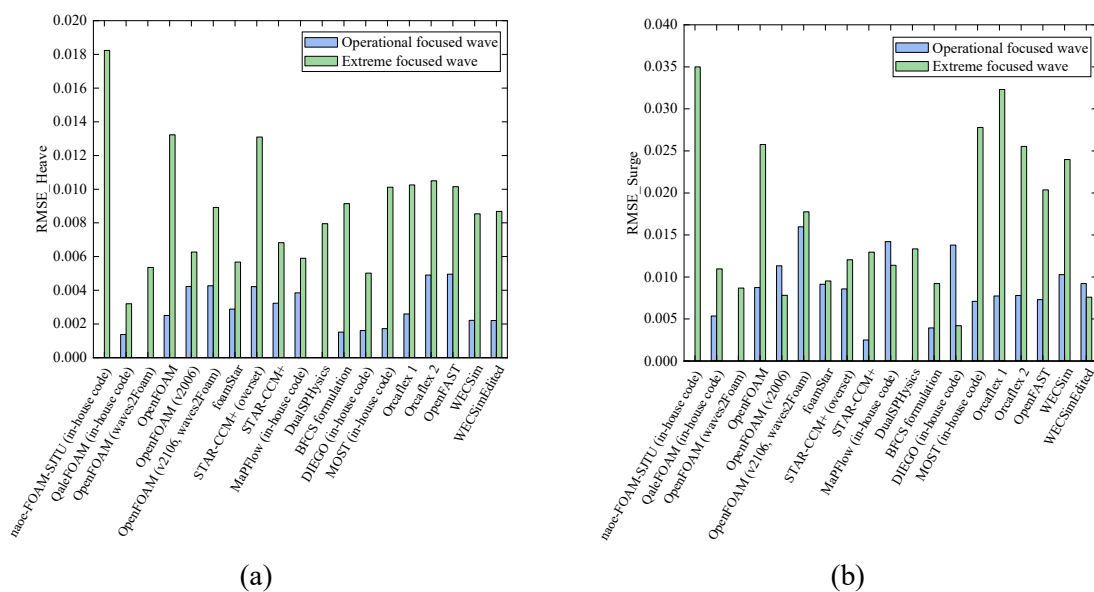 0.020
0.018
0.016
0.014
0.012
0.010
0.008
0.006
0.004
0.002
0.000
RMSE_Heave
Operational focused wave
Extreme focused wave
naoe-FOAM-SJTU (in-house code)
QaleFOAM (in-house code)
OpenFOAM (waves2Foam)
OpenFOAM
OpenFOAM (v2006)
OpenFOAM (v2106, waves2Foam)
foamStar
STAR-CCM+ (overset)
STAR-CCM+
MaPFlow (in-house code)
DualSPHysics
BFCS formulation
DIEGO (in-house code)
MOST (in-house code)
Orcaflex 1
Orcaflex 2
OpenFAST
WECSim
WECSimEdited
(a)
0.040
0.035
0.030
0.025
0.020
0.015
0.010
0.005
0.000
RMSE_Surge
Operational focused wave
Extreme focused wave
naoe-FOAM-SJTU (in-house code)
QaleFOAM (in-house code)
OpenFOAM (waves2Foam)
OpenFOAM
OpenFOAM (v2006)
OpenFOAM (v2106, waves2Foam)
foamStar
STAR-CCM+ (overset)
STAR-CCM+
MaPFlow (in-house code)
DualSPHysics
BFCS formulation
DIEGO (in-house code)
MOST (in-house code)
Orcaflex 1
Orcaflex 2
OpenFAST
WECSim
WECSimEdited
(b)